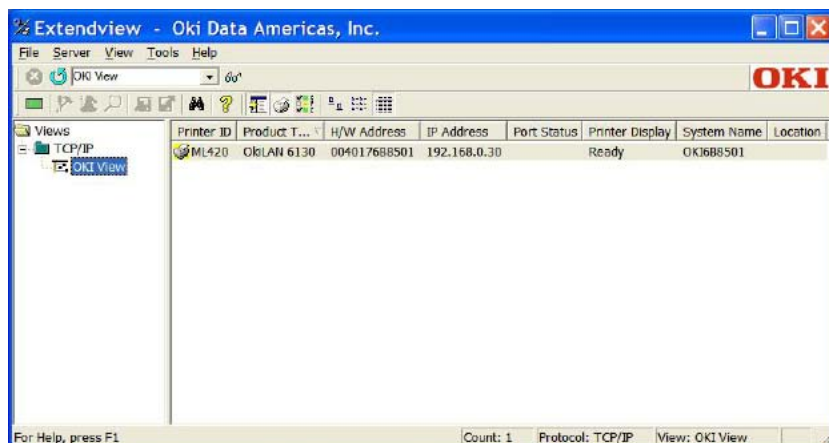 Extendview - Oki Data Americas, Inc.
File Server View Tools Help
OKI View
OKI
Views
TCP/IP
OKI View
Printer ID Product T... H/W Address IP Address Port Status Printer Display System Name Location
ML420 OkiLAN 6130 0040176B8501 192.168.0.30 Ready OKI6B8501
For Help, press F1 Count: 1 Protocol: TCP/IP View: OKI View